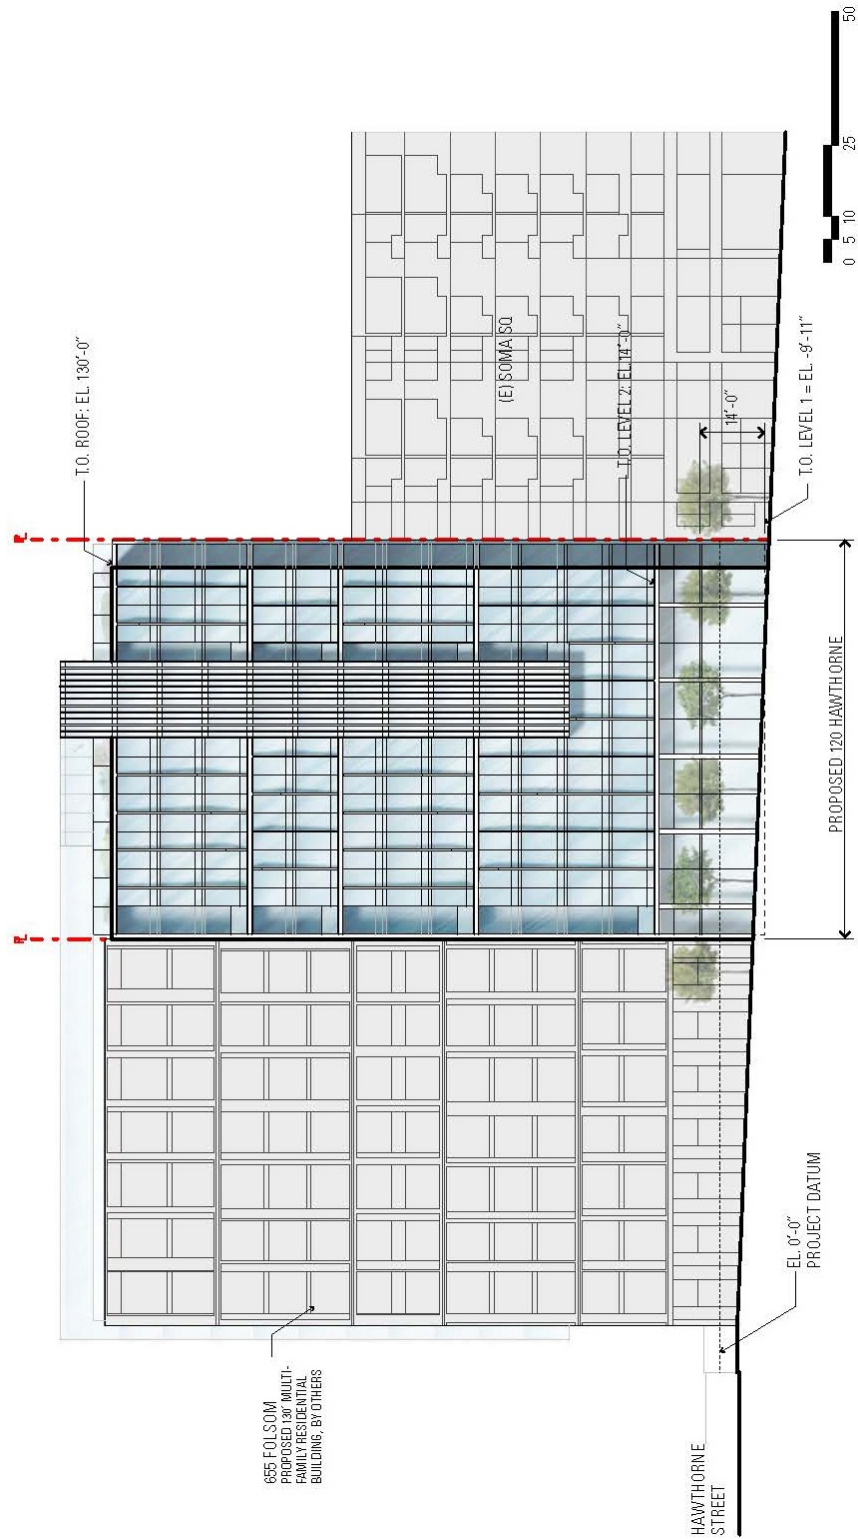 655 FOLSOM
PROPOSED 130' MULTI-
FAMILY RESIDENTIAL
BUILDING, BY OTHERS
PL
PL
T.O. ROOF: EL. 130'-0"
(E) SOMA SQ
T.O. LEVEL 2: EL.14'-0"
14'-0"
T.O. LEVEL 1 = EL. -9'-11"
PROPOSED 120 HAWTHORNE
EL. 0'-0"
PROJECT DATUM
HAWTHORNE
STREET
0 5 10 25 50